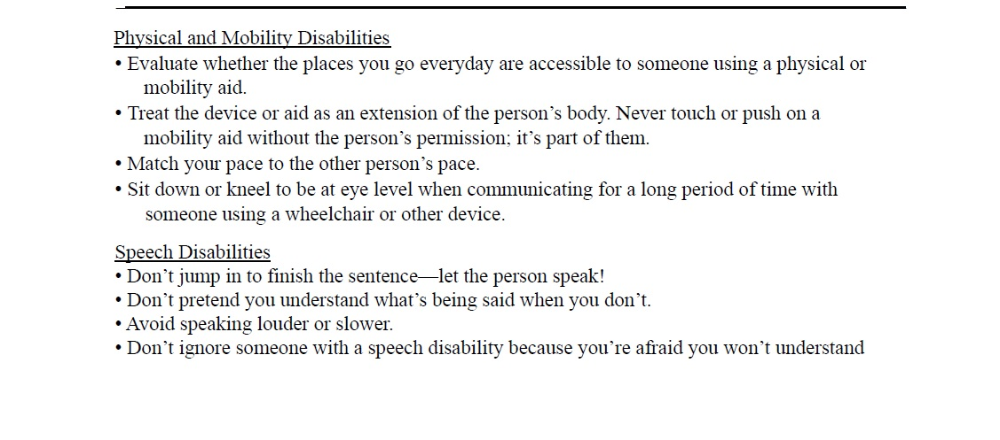 Physical and Mobility Disabilities
• Evaluate whether the places you go everyday are accessible to someone using a physical or
mobility aid.
• Treat the device or aid as an extension of the person’s body. Never touch or push on a
mobility aid without the person’s permission; it’s part of them.
• Match your pace to the other person’s pace.
• Sit down or kneel to be at eye level when communicating for a long period of time with
someone using a wheelchair or other device.
Speech Disabilities
• Don’t jump in to finish the sentence—let the person speak!
• Don’t pretend you understand what’s being said when you don’t.
• Avoid speaking louder or slower.
• Don’t ignore someone with a speech disability because you’re afraid you won’t understand